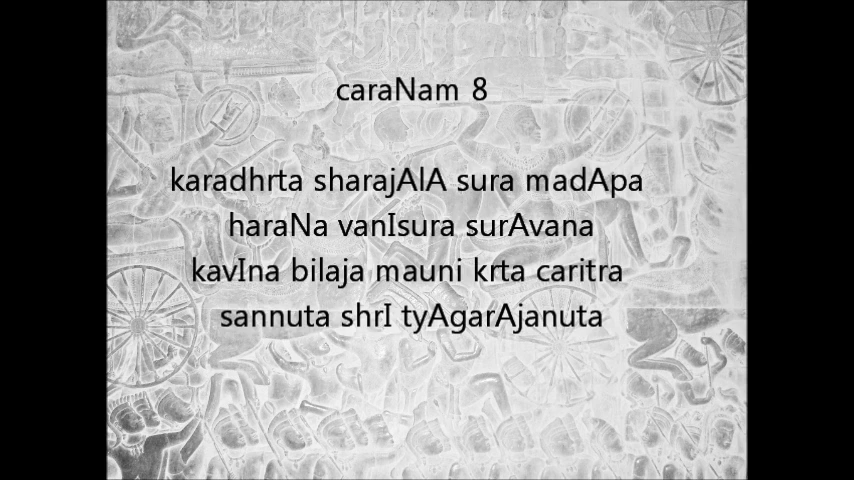 caraNam 8
karadhrta sharajAlA sura madApa
haraNa vanIsura surAvana
kavIna bilaja mauni krta caritra
sannuta shrI tyAgarAjanuta